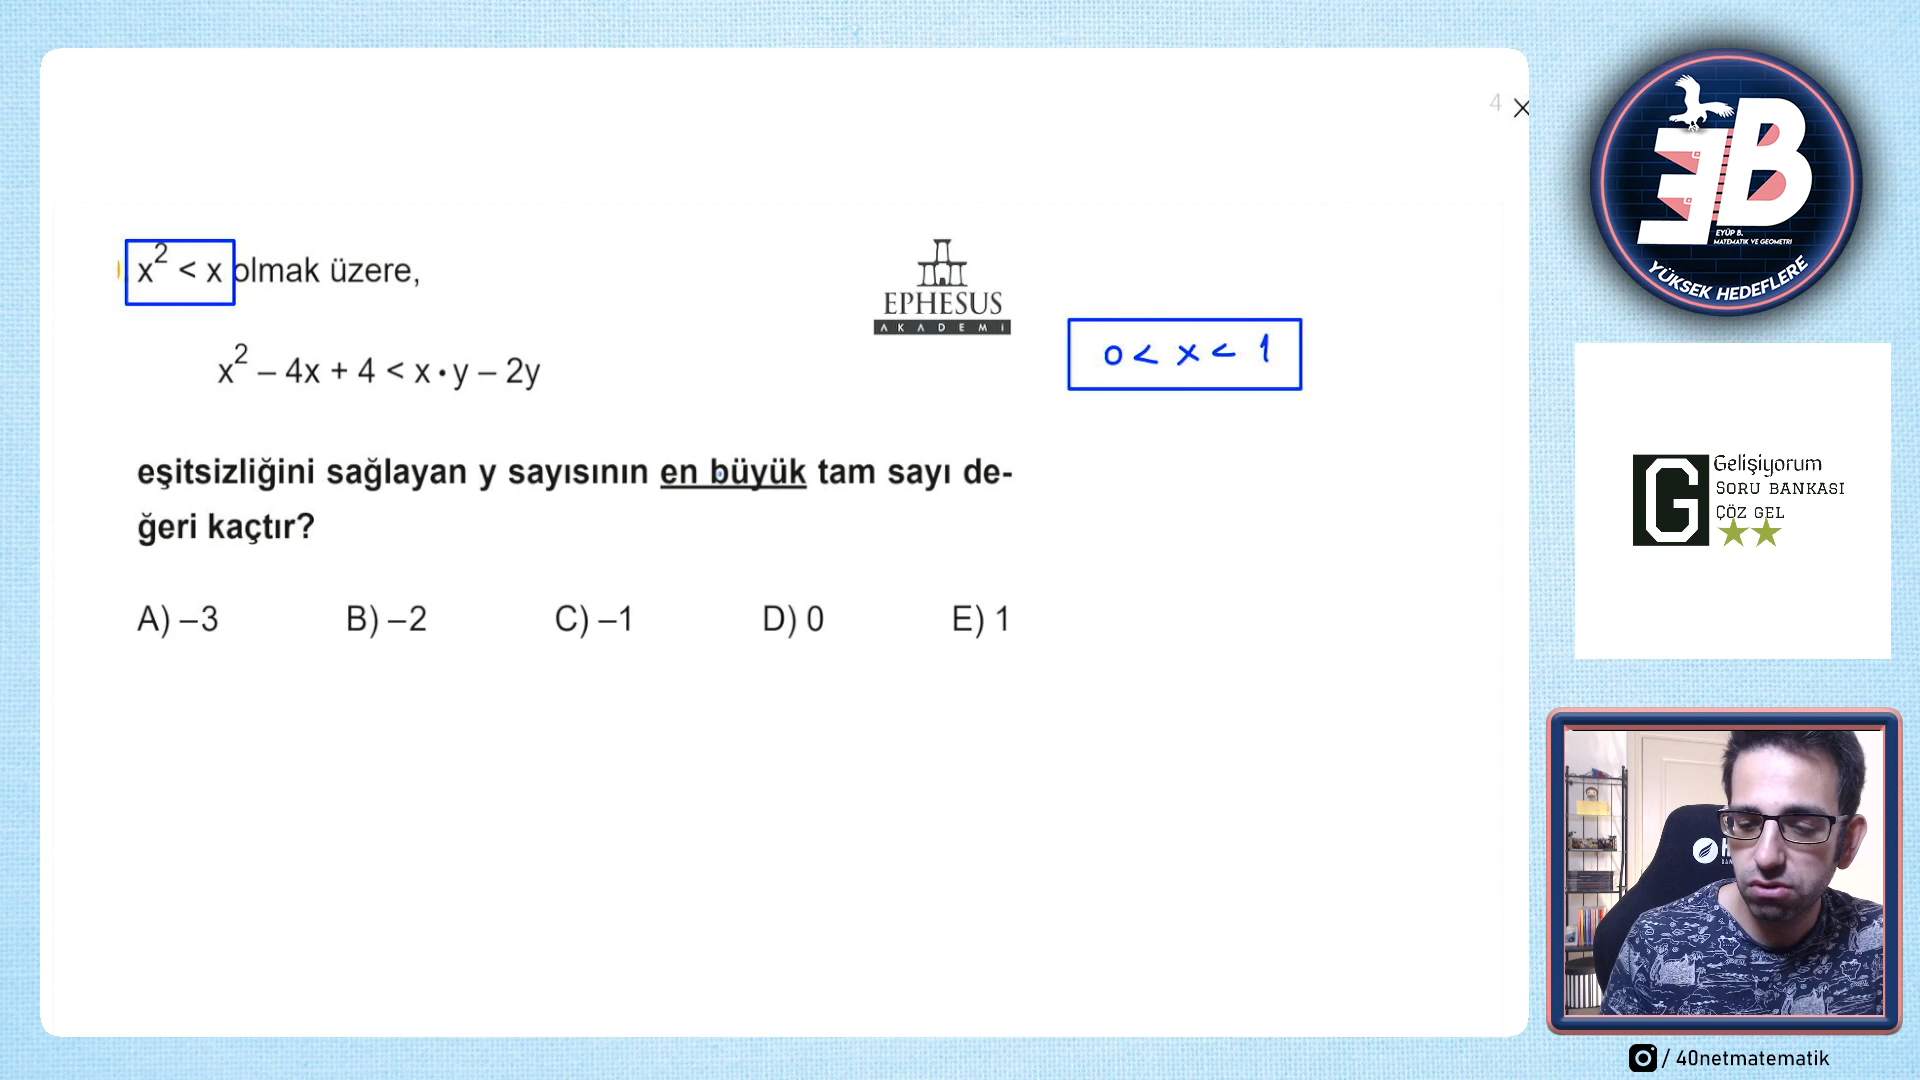 4 ×
x² < x olmak üzere,
x² – 4x + 4 < x • y – 2y
eşitsizliğini sağlayan y sayısının en büyük tam sayı de-
ğeri kaçtır?
A) –3 B) –2 C) –1 D) 0 E) 1
EPHESUS
AKADEMİ
0 < x < 1
EB
EYÜP B.
MATEMATIK VE GEOMETRI
YÜKSEK HEDEFLERE
G
Gelişiyorum
SORU BANKASI
ÇÖZ GEL
/ 40netmatematik